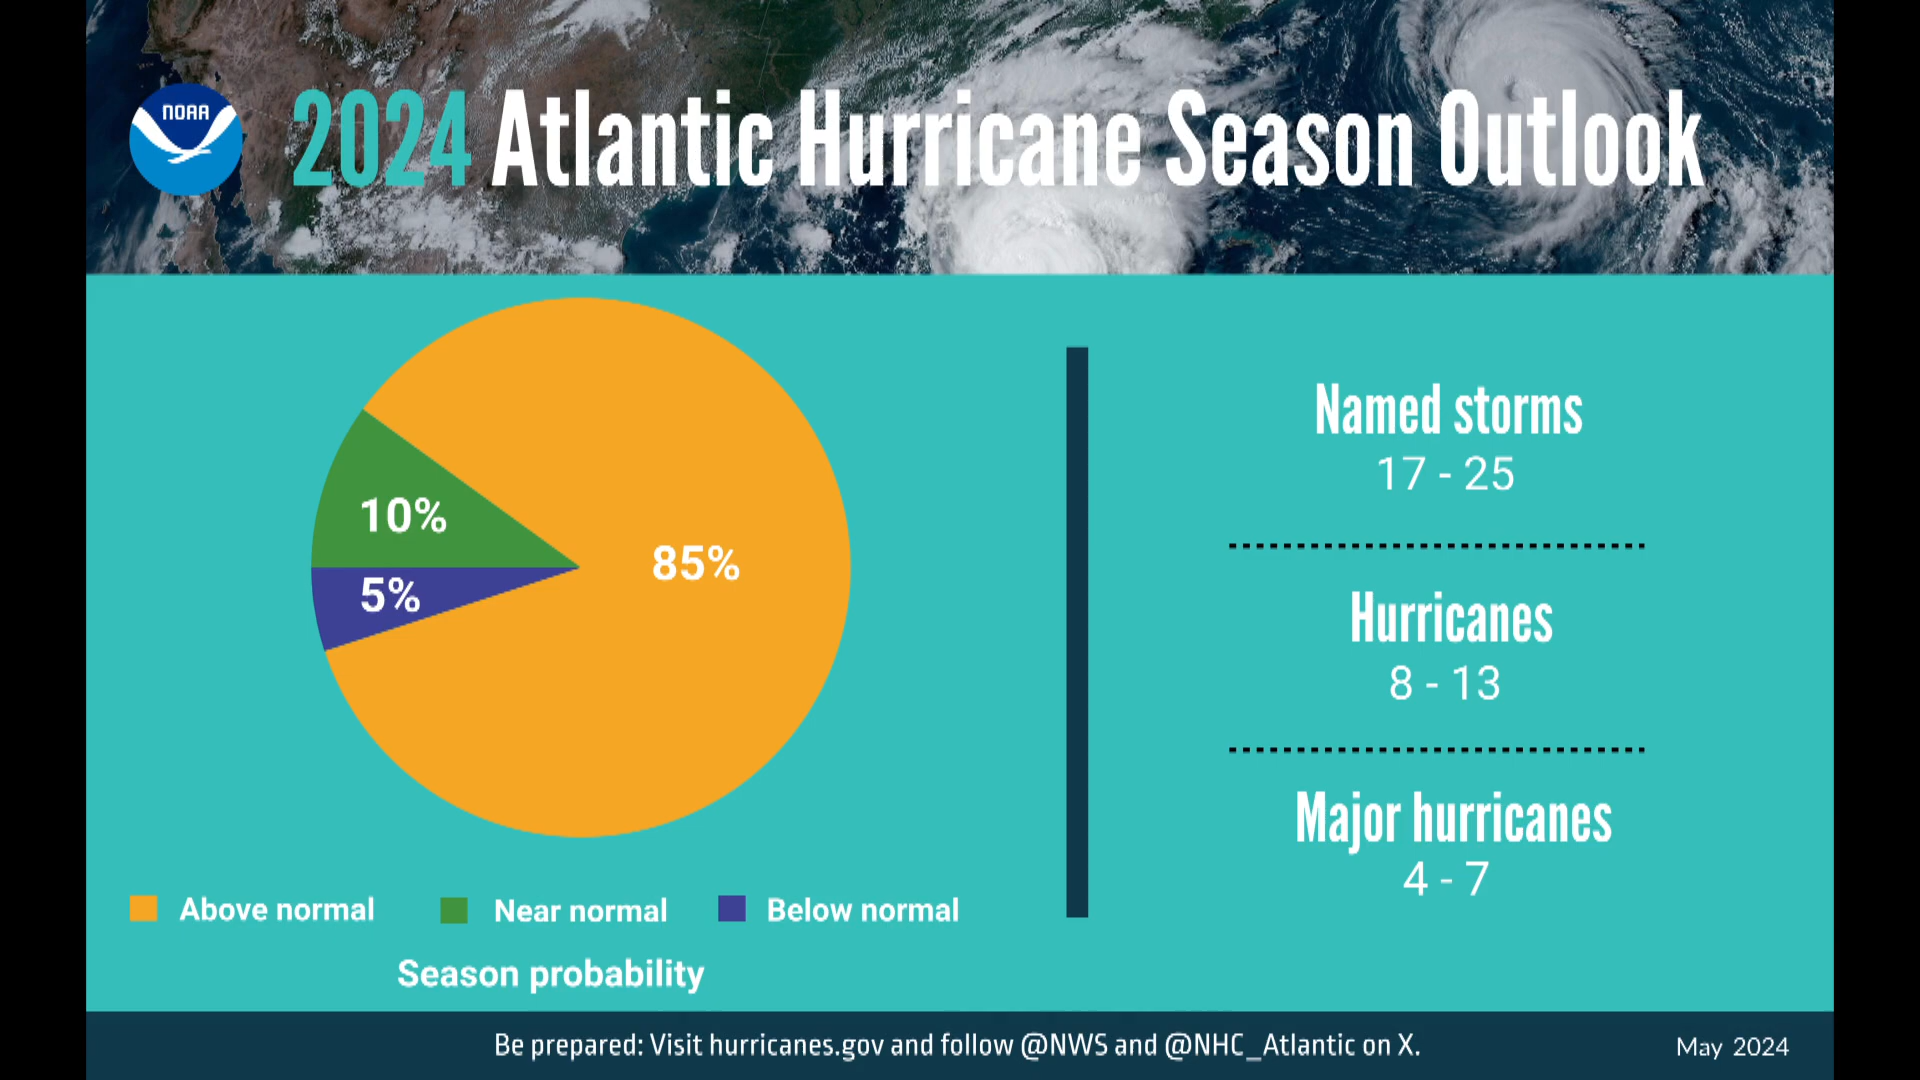 NOAA
2024 Atlantic Hurricane Season Outlook
10%
5%
85%
Above normal
Near normal
Below normal
Season probability
Named storms
17 - 25
Hurricanes
8 - 13
Major hurricanes
4 - 7
Be prepared: Visit hurricanes.gov and follow @NWS and @NHC_Atlantic on X.
May 2024